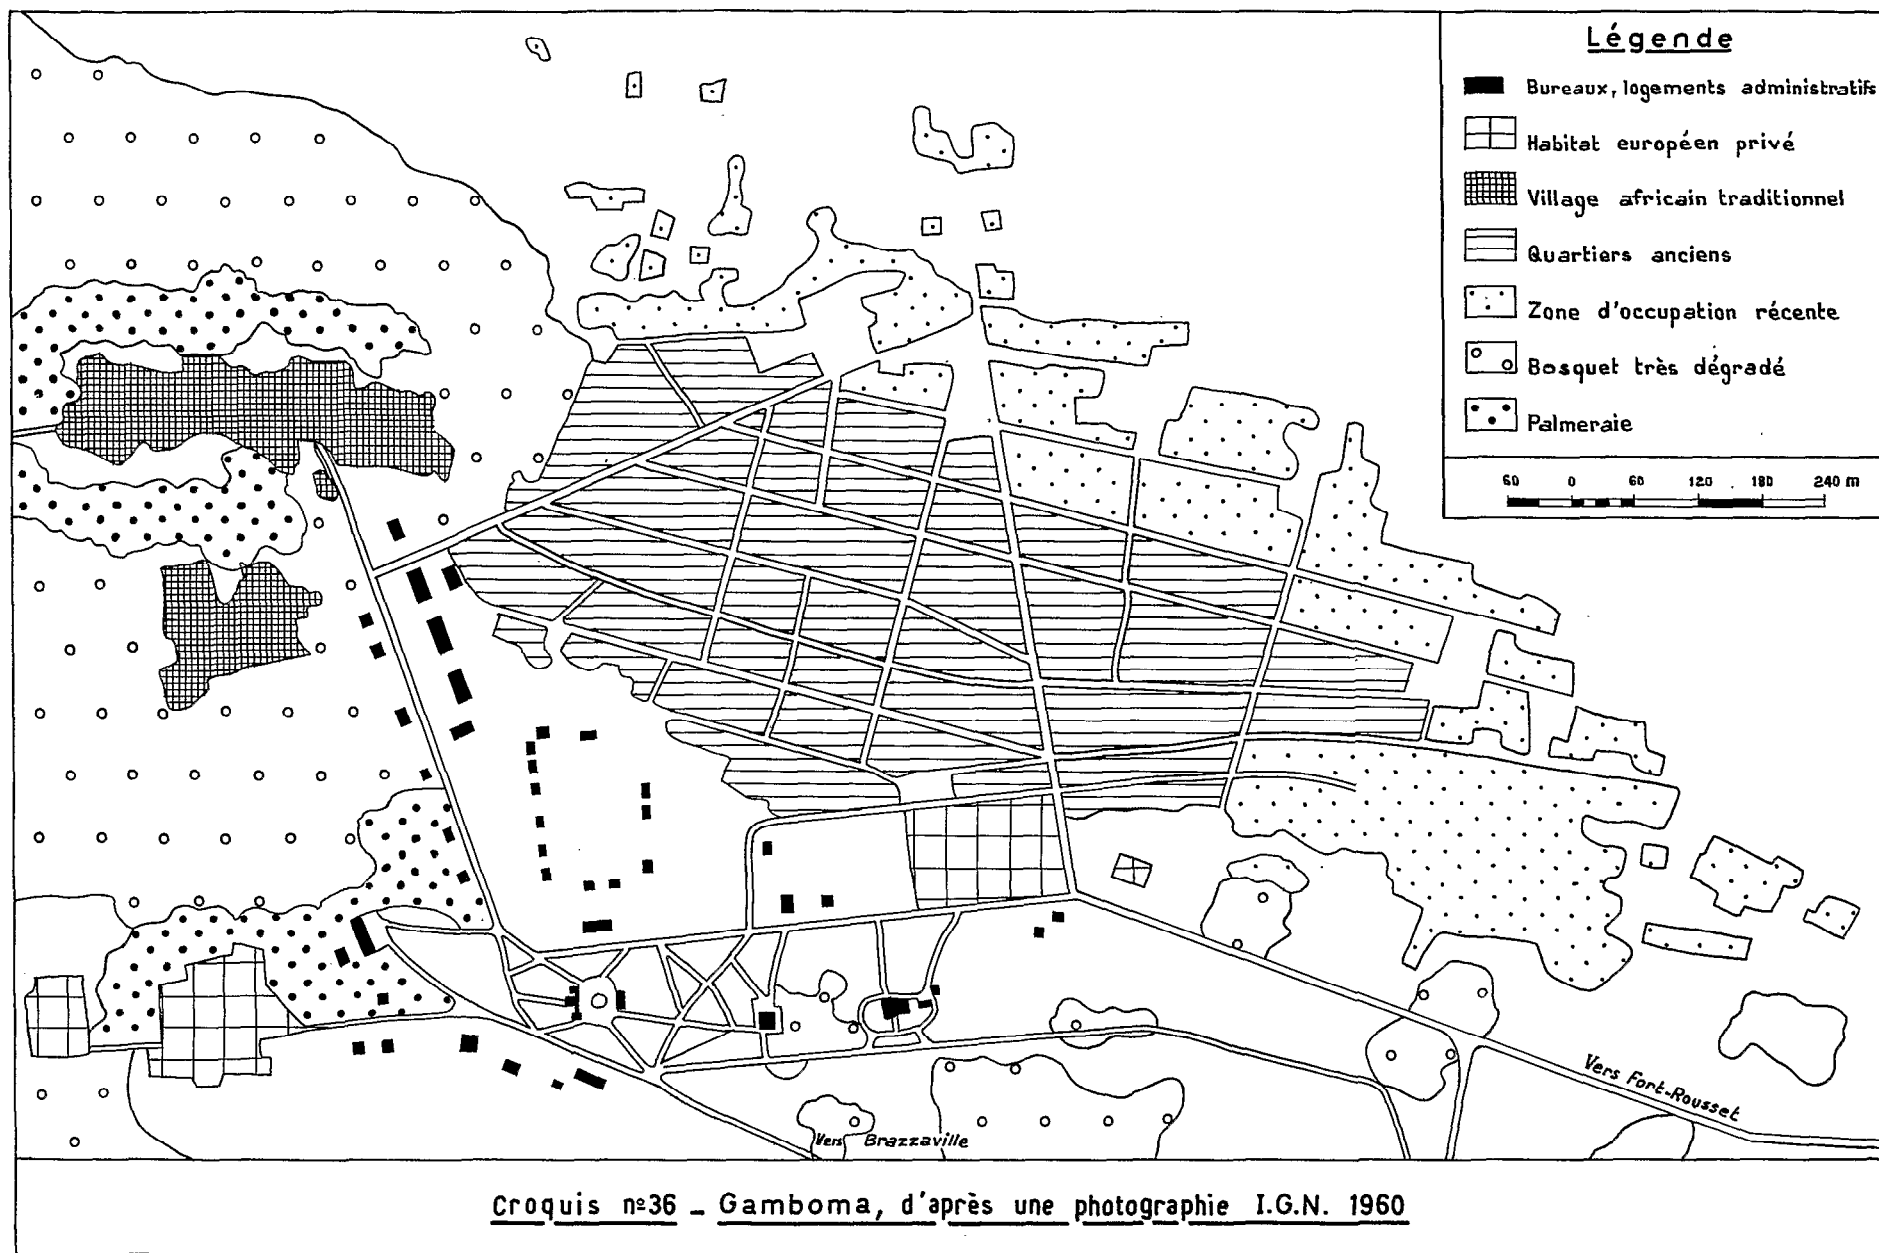 Légende
Bureaux, logements administratifs
Habitat européen privé
Village africain traditionnel
Quartiers anciens
Zone d'occupation récente
Bosquet très dégradé
Palmeraie
60 0 60 120 180 240 m
Vers Fort-Rousset
Vers Brazzaville
Croquis nº36 - Gamboma, d'après une photographie I.G.N. 1960